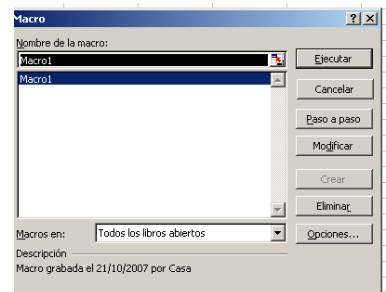 Macro
Nombre de la macro:
Macro1
Macro1
Ejecutar
Cancelar
Paso a paso
Modificar
Crear
Eliminar
Macros en: Todos los libros abiertos
Opciones...
Descripción
Macro grabada el 21/10/2007 por Casa